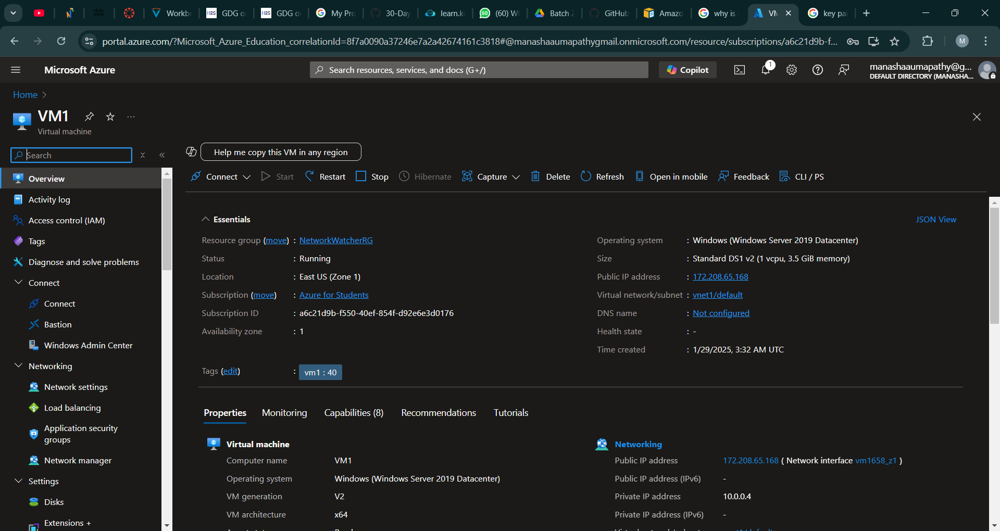 Workbe
GDG o
GDG o
My Pro
30-Day
learn.k
(60) W
Batch 2
GitHub
Amazo
why is
VM
key pai
portal.azure.com/?Microsoft_Azure_Education_correlationId=8f7a0090a37246e7a2a42674161c3818#@manashaaumapathygmail.onmicrosoft.com/resource/subscriptions/a6c21d9b-f...
M
Microsoft Azure
Search resources, services, and docs (G+/)
Copilot
1
manashaaumapathy@g...
DEFAULT DIRECTORY (MANASHA...
Home
VM1
Virtual machine
Search
Help me copy this VM in any region
Connect
Start
Restart
Stop
Hibernate
Capture
Delete
Refresh
Open in mobile
Feedback
CLI / PS
Overview
Activity log
Access control (IAM)
Tags
Diagnose and solve problems
Connect
Connect
Bastion
Windows Admin Center
Networking
Network settings
Load balancing
Application security
groups
Network manager
Settings
Disks
Extensions +
Essentials
JSON View
Resource group (move) : NetworkWatcherRG
Status : Running
Location : East US (Zone 1)
Subscription (move) : Azure for Students
Subscription ID : a6c21d9b-f550-40ef-854f-d92e6e3d0176
Availability zone : 1
Operating system : Windows (Windows Server 2019 Datacenter)
Size : Standard DS1 v2 (1 vcpu, 3.5 GiB memory)
Public IP address : 172.208.65.168
Virtual network/subnet : vnet1/default
DNS name : Not configured
Health state : -
Time created : 1/29/2025, 3:32 AM UTC
Tags (edit) : vm1 : 40
Properties
Monitoring
Capabilities (8)
Recommendations
Tutorials
Virtual machine
Computer name VM1
Operating system Windows (Windows Server 2019 Datacenter)
VM generation V2
VM architecture x64
Networking
Public IP address 172.208.65.168 ( Network interface vm1658_z1 )
Public IP address (IPv6) -
Private IP address 10.0.0.4
Private IP address (IPv6) -